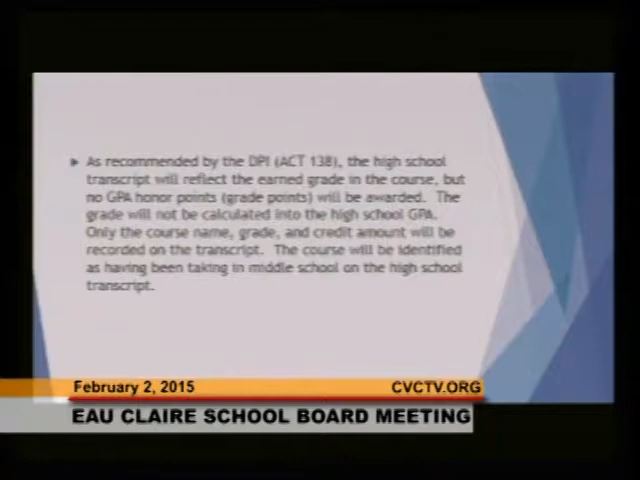 As recommended by the DPI (ACT 138), the high school
transcript will reflect the earned grade in the course, but
no GPA honor points (grade points) will be awarded. The
grade will not be calculated into the high school GPA.
Only the course name, grade, and credit amount will be
recorded on the transcript. The course will be identified
as having been taking in middle school on the high school
transcript.
February 2, 2015
CVCTV.ORG
EAU CLAIRE SCHOOL BOARD MEETING